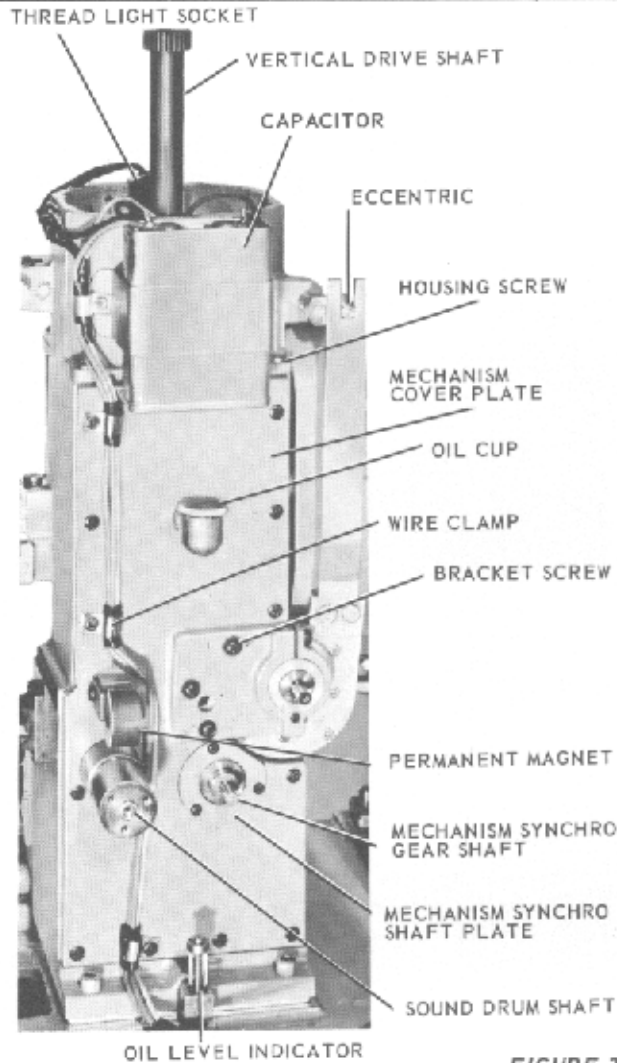 THREAD LIGHT SOCKET
VERTICAL DRIVE SHAFT
CAPACITOR
ECCENTRIC
HOUSING SCREW
MECHANISM
COVER PLATE
OIL CUP
WIRE CLAMP
BRACKET SCREW
PERMANENT MAGNET
MECHANISM SYNCHRO
GEAR SHAFT
MECHANISM SYNCHRO
SHAFT PLATE
SOUND DRUM SHAFT
OIL LEVEL INDICATOR